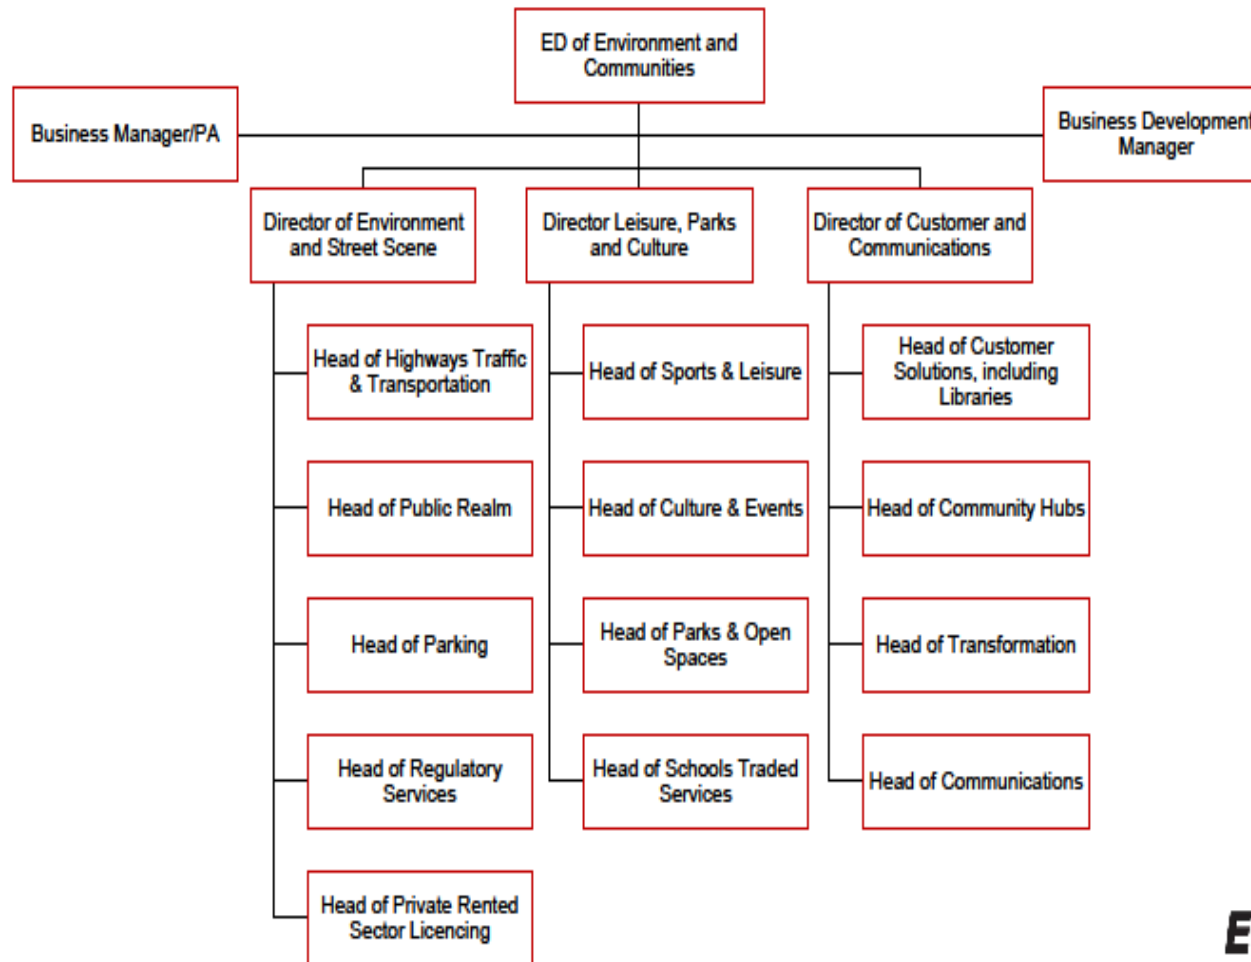 ED of Environment and
Communities
Business Manager/PA
Business Development
Manager
Director of Environment
and Street Scene
Director Leisure, Parks
and Culture
Director of Customer and
Communications
Head of Highways Traffic
& Transportation
Head of Sports & Leisure
Head of Customer
Solutions, including
Libraries
Head of Public Realm
Head of Culture & Events
Head of Community Hubs
Head of Parking
Head of Parks & Open
Spaces
Head of Transformation
Head of Regulatory
Services
Head of Schools Traded
Services
Head of Communications
Head of Private Rented
Sector Licencing
E